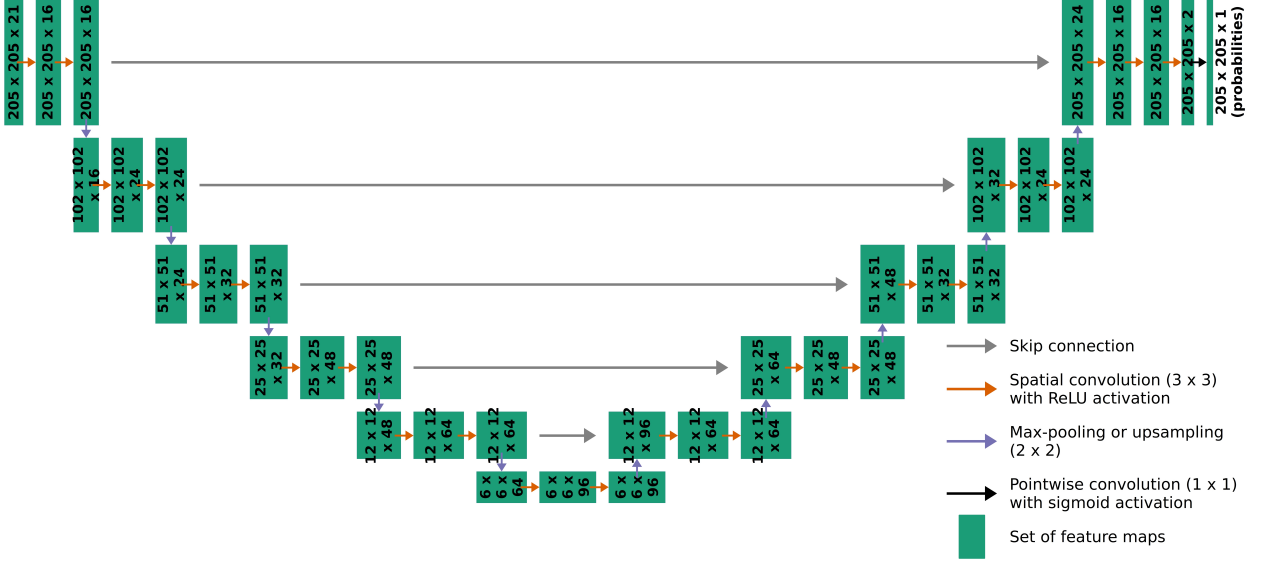 205 x 205 x 21
205 x 205 x 16
205 x 205 x 16
205 x 205 x 24
205 x 205 x 16
205 x 205 x 16
205 x 205 x 2
205 x 205 x 1
(probabilities)
102 x 102
x 16
102 x 102
x 24
102 x 102
x 24
102 x 102
x 32
102 x 102
x 24
102 x 102
x 24
51 x 51
x 24
51 x 51
x 32
51 x 51
x 32
51 x 51
x 48
51 x 51
x 32
51 x 51
x 32
25 x 25
x 32
25 x 25
x 48
25 x 25
x 48
25 x 25
x 64
25 x 25
x 48
25 x 25
x 48
12 x 12
x 48
12 x 12
x 64
12 x 12
x 64
12 x 12
x 96
12 x 12
x 64
12 x 12
x 64
6 x
6 x
64
6 x
6 x
96
6 x
6 x
96
Skip connection
Spatial convolution (3 x 3)
with ReLU activation
Max-pooling or upsampling
(2 x 2)
Pointwise convolution (1 x 1)
with sigmoid activation
Set of feature maps